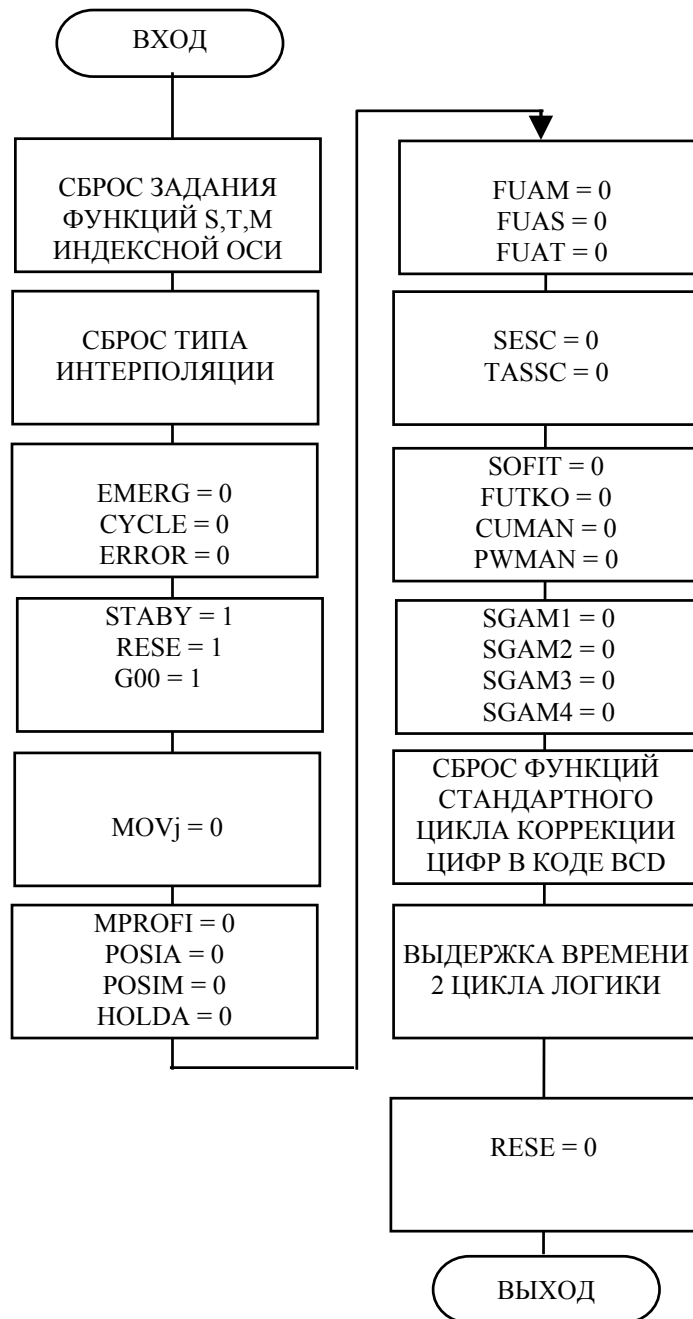 ВХОД
СБРОС ЗАДАНИЯ
ФУНКЦИЙ S,T,M
ИНДЕКСНОЙ ОСИ
СБРОС ТИПА
ИНТЕРПОЛЯЦИИ
EMERG = 0
CYCLE = 0
ERROR = 0
STABY = 1
RESE = 1
G00 = 1
MOVj = 0
MPROFI = 0
POSIA = 0
POSIM = 0
HOLDA = 0
FUAM = 0
FUAS = 0
FUAT = 0
SESC = 0
TASSC = 0
SOFIT = 0
FUTKO = 0
CUMAN = 0
PWMAN = 0
SGAM1 = 0
SGAM2 = 0
SGAM3 = 0
SGAM4 = 0
СБРОС ФУНКЦИЙ
СТАНДАРТНОГО
ЦИКЛА КОРРЕКЦИИ
ЦИФР В КОДЕ BCD
ВЫДЕРЖКА ВРЕМЕНИ
2 ЦИКЛА ЛОГИКИ
RESE = 0
ВЫХОД